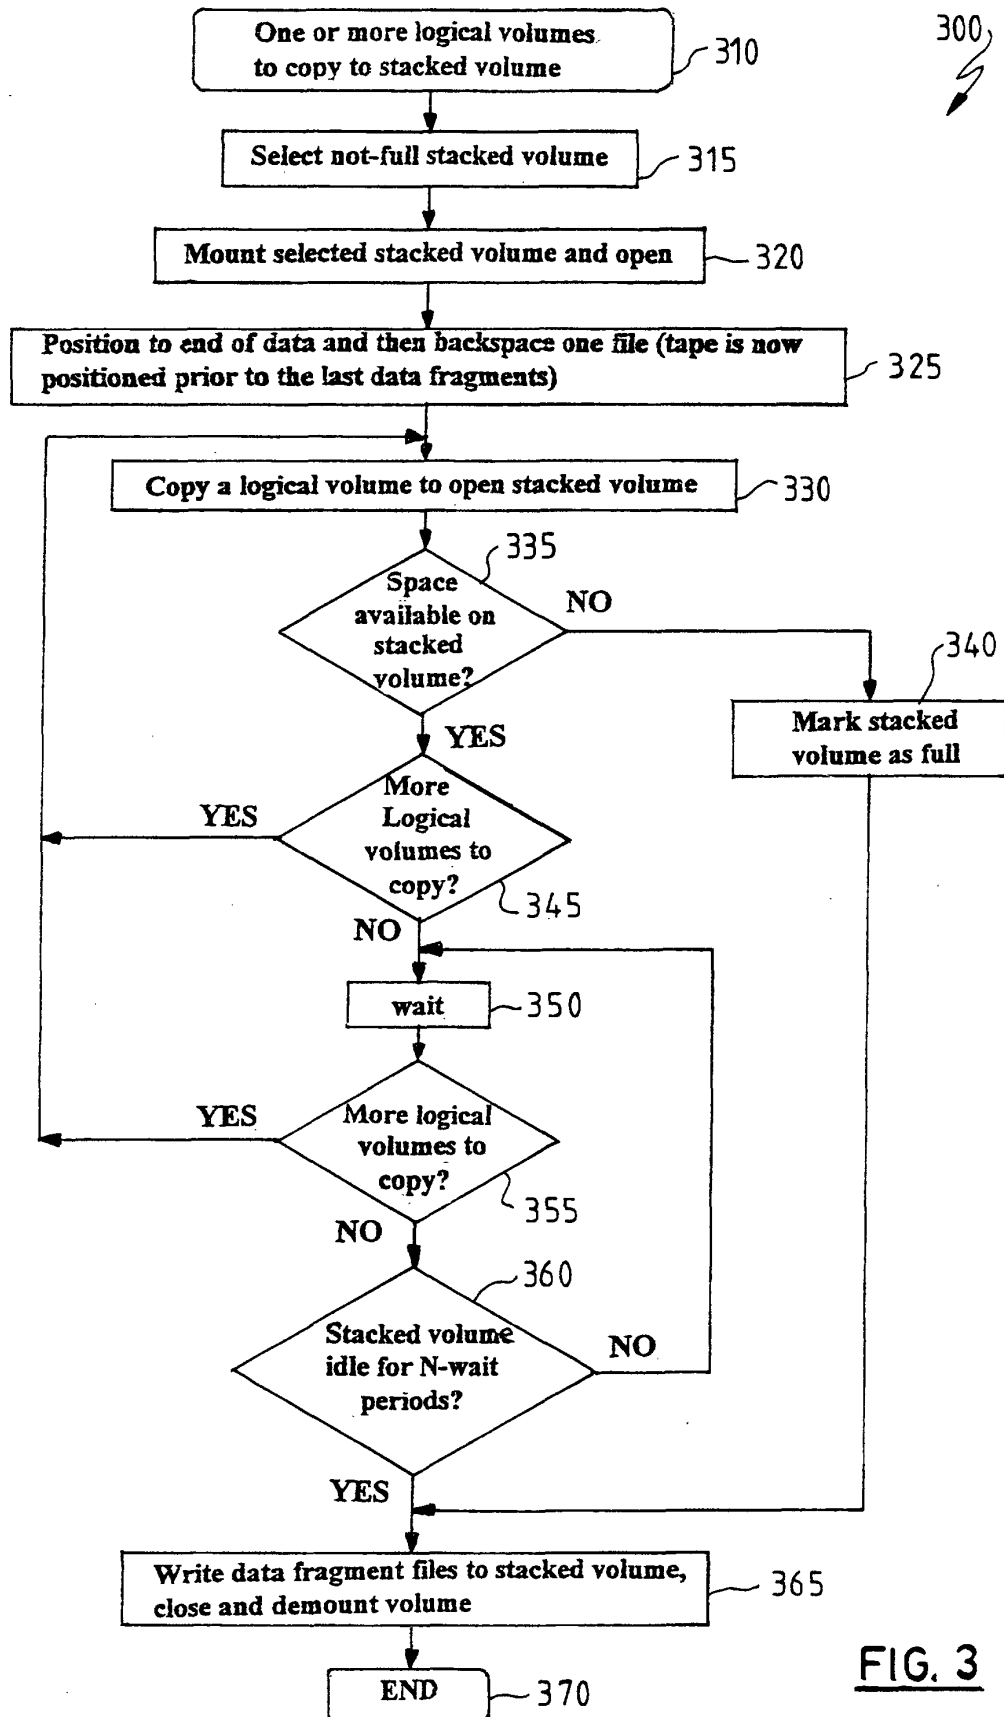 One or more logical volumes
to copy to stacked volume
310
300
Select not-full stacked volume
315
Mount selected stacked volume and open
320
Position to end of data and then backspace one file (tape is now
positioned prior to the last data fragments)
325
Copy a logical volume to open stacked volume
330
335
Space
available on
stacked
volume?
NO
340
Mark stacked
volume as full
YES
More
Logical
volumes to
copy?
YES
345
NO
wait
350
YES
More logical
volumes to
copy?
355
NO
360
Stacked volume
idle for N-wait
periods?
NO
YES
Write data fragment files to stacked volume,
close and demount volume
365
END
370
FIG. 3